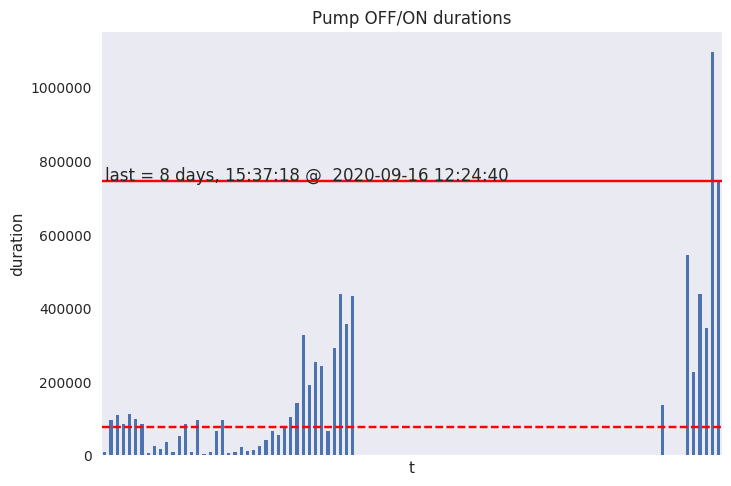 Pump OFF/ON durations
1000000
800000
last = 8 days, 15:37:18 @  2020-09-16 12:24:40
600000
duration
400000
200000
0
t